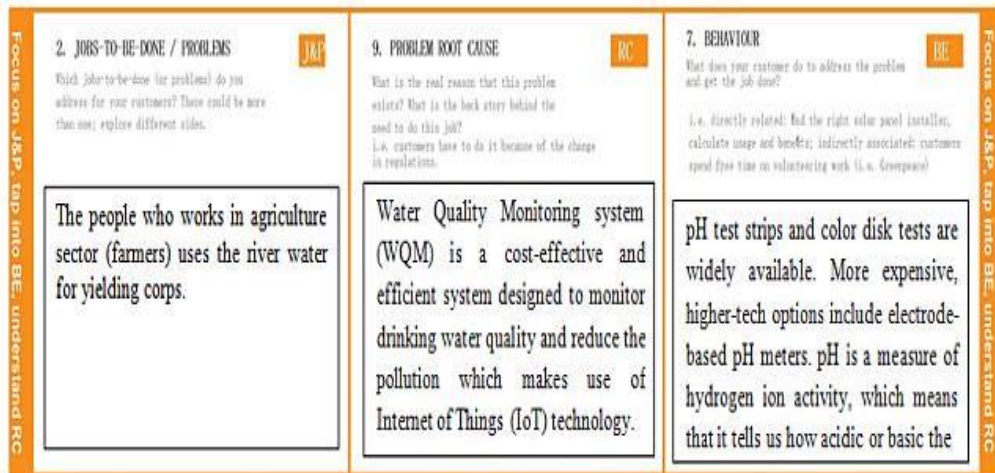 Focus on J&P, tap into BE, understand RC
2. JOBS-TO-BE-DONE / PROBLEMS
J&P
Which jobs-to-be-done (or problems) do you
address for your customers? There could be more
than one; explore different sides.
The people who works in agriculture
sector (farmers) uses the river water
for yielding corps.
9. PROBLEM ROOT CAUSE
RC
What is the real reason that this problem
exists? What is the back story behind the
need to do this job?
i.e. customers have to do it because of the change
in regulations.
Water Quality Monitoring system
(WQM) is a cost-effective and
efficient system designed to monitor
drinking water quality and reduce the
pollution which makes use of
Internet of Things (IoT) technology.
7. BEHAVIOUR
BE
What does your customer do to address the problem
and get the job done?
i.e. directly related: find the right solar panel installer,
calculate usage and benefits; indirectly associated: customers
spend free time on volunteering work (i.e. Greenpeace)
pH test strips and color disk tests are
widely available. More expensive,
higher-tech options include electrode-
based pH meters. pH is a measure of
hydrogen ion activity, which means
that it tells us how acidic or basic the
Focus on J&P, tap into BE, understand RC